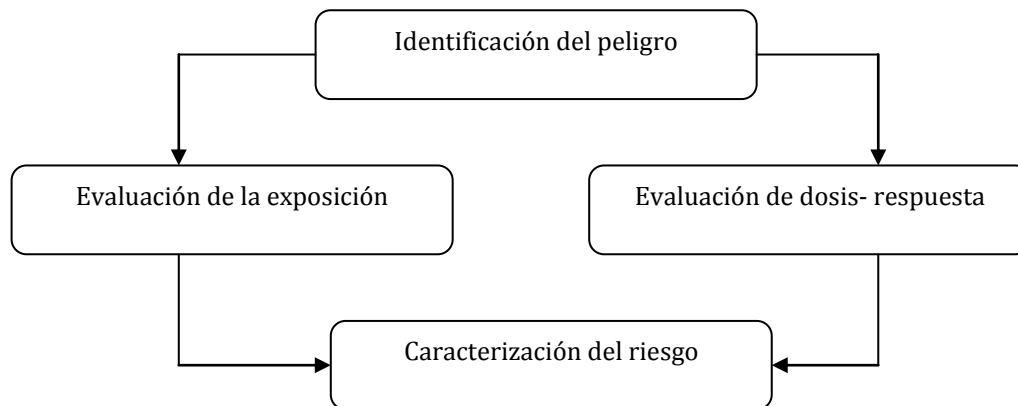 Identificación del peligro
Evaluación de la exposición
Evaluación de dosis- respuesta
Caracterización del riesgo